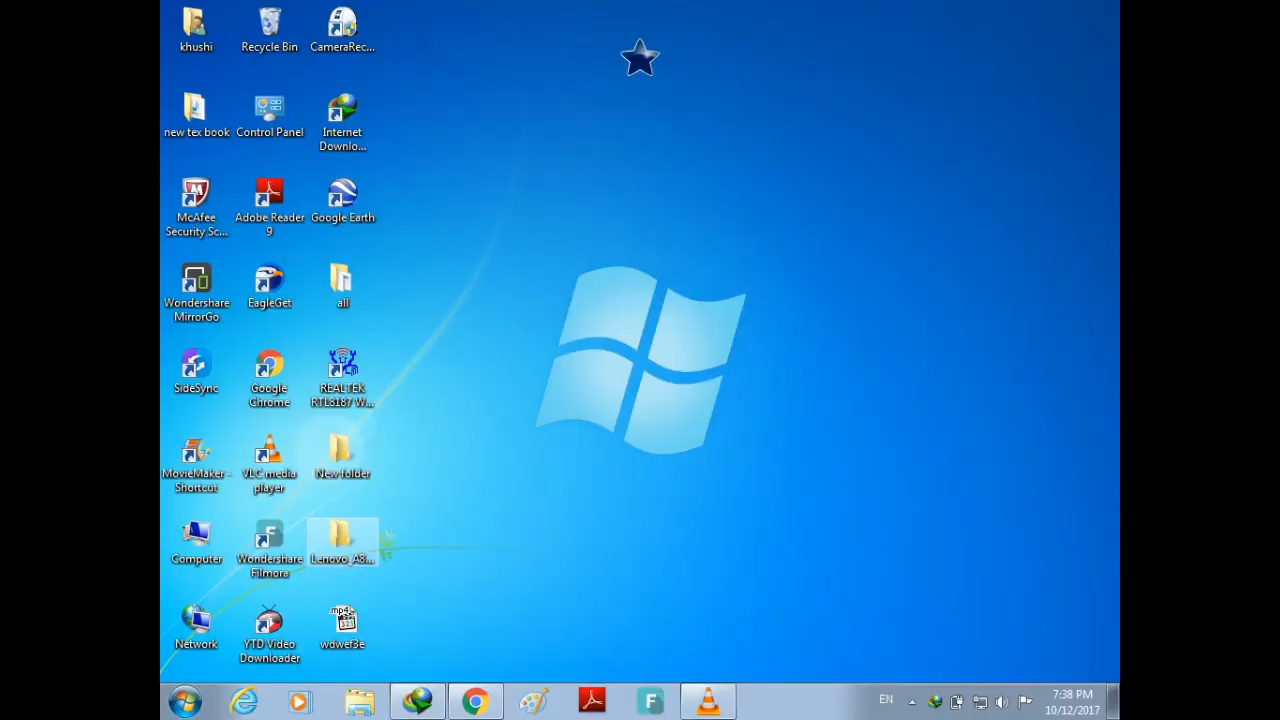 khushi
Recycle Bin
CameraRec...
new tex book
Control Panel
Internet
Downlo...
McAfee
Security Sc...
Adobe Reader
9
Google Earth
Wondershare
MirrorGo
EagleGet
all
SideSync
Google
Chrome
REALTEK
RTL8187 W...
MovieMaker -
Shortcut
VLC media
player
New folder
Computer
Wondershare
Filmora
Lenovo_A8...
Network
YTD Video
Downloader
.mp4
321
wdwef3e
EN
7:38 PM
10/12/2017